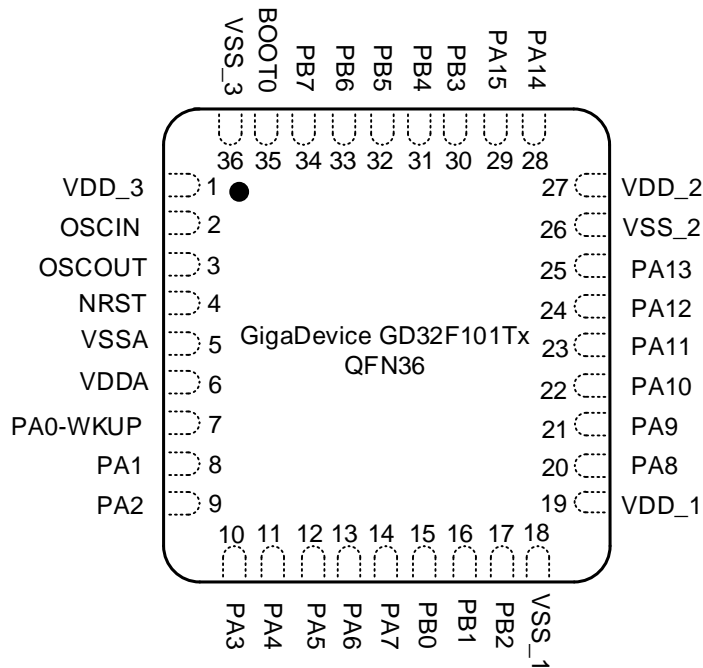 VSS_3
BOOT0
PB7
PB6
PB5
PB4
PB3
PA15
PA14
36 35 34 33 32 31 30 29 28
VDD_3 1
OSCIN 2
OSCOUT 3
NRST 4
VSSA 5
VDDA 6
PA0-WKUP 7
PA1 8
PA2 9
GigaDevice GD32F101Tx
QFN36
27 VDD_2
26 VSS_2
25 PA13
24 PA12
23 PA11
22 PA10
21 PA9
20 PA8
19 VDD_1
10 11 12 13 14 15 16 17 18
PA3
PA4
PA5
PA6
PA7
PB0
PB1
PB2
VSS_1